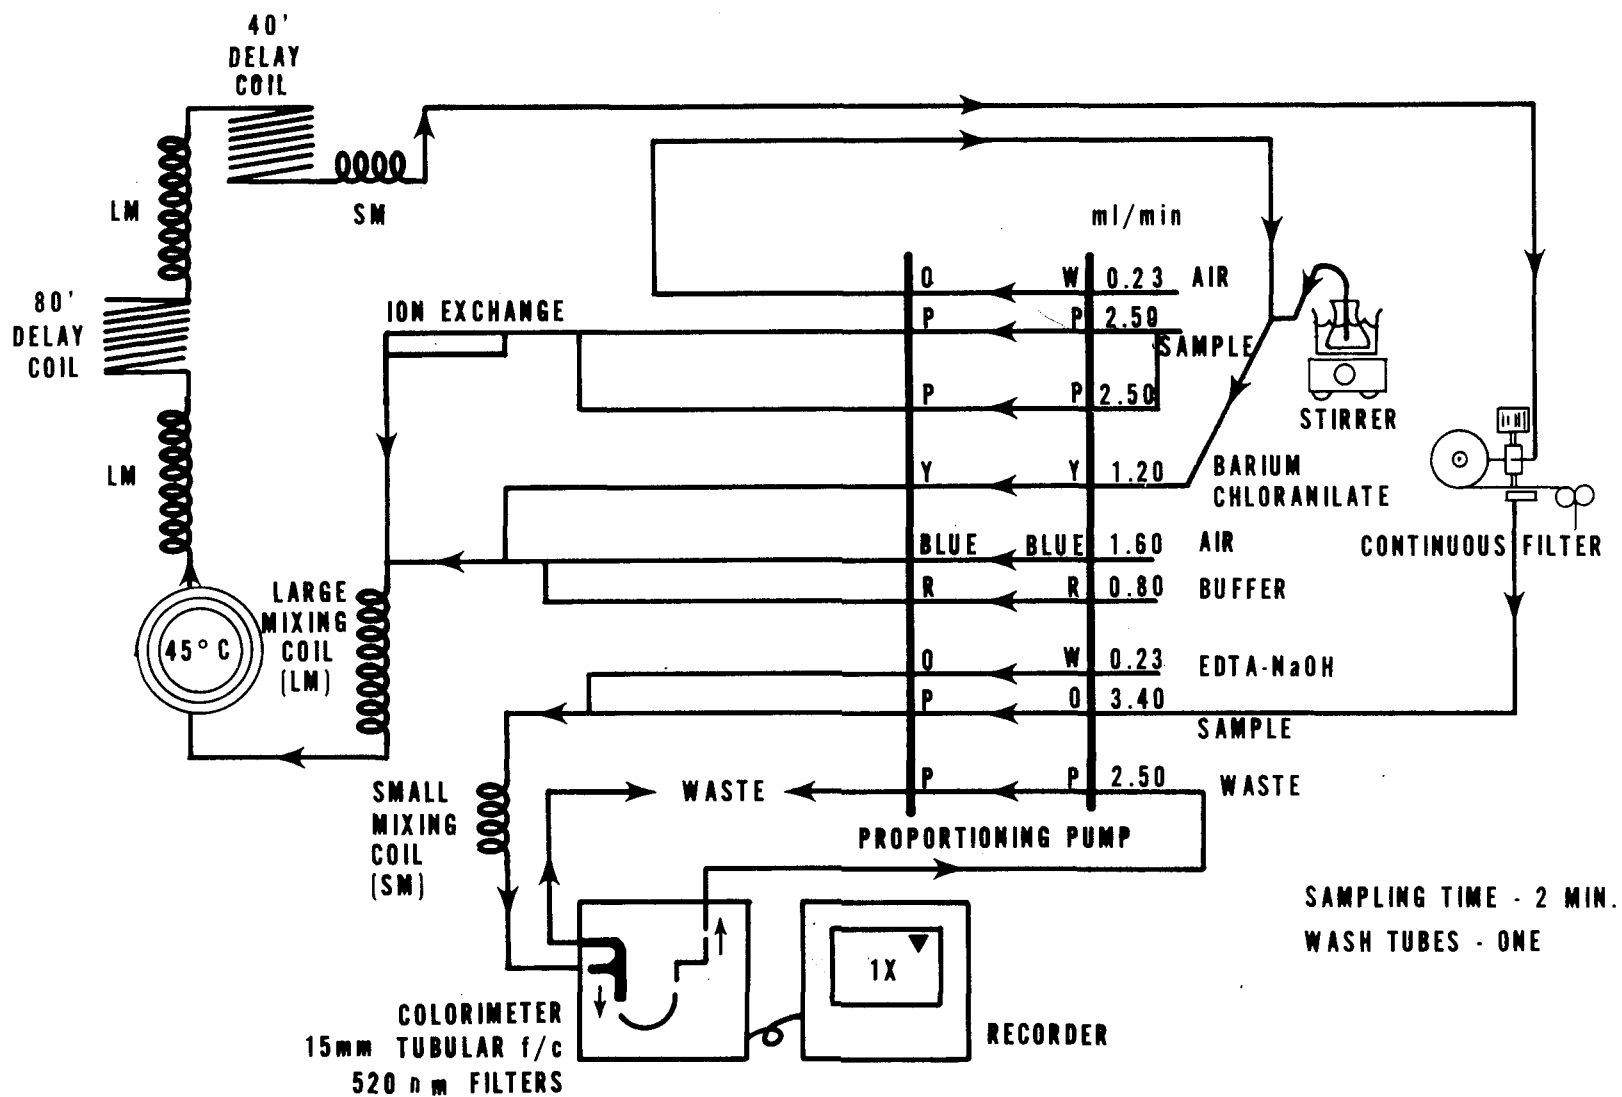 40'
DELAY
COIL
LM
SM
ml/min
80'
DELAY
COIL
ION EXCHANGE
O W 0.23 AIR
P P 2.50
SAMPLE
P P 2.50
STIRRER
LM
Y Y 1.20 BARIUM
CHLORANILATE
BLUE BLUE 1.60 AIR
CONTINUOUS FILTER
R R 0.80 BUFFER
LARGE
MIXING
COIL
(LM)
45° C
O W 0.23 EDTA-NaOH
P O 3.40
SAMPLE
SMALL
MIXING
COIL
(SM)
WASTE
P P 2.50 WASTE
PROPORTIONING PUMP
SAMPLING TIME - 2 MIN.
WASH TUBES - ONE
1X
COLORIMETER
15mm TUBULAR f/c
520 nm FILTERS
RECORDER